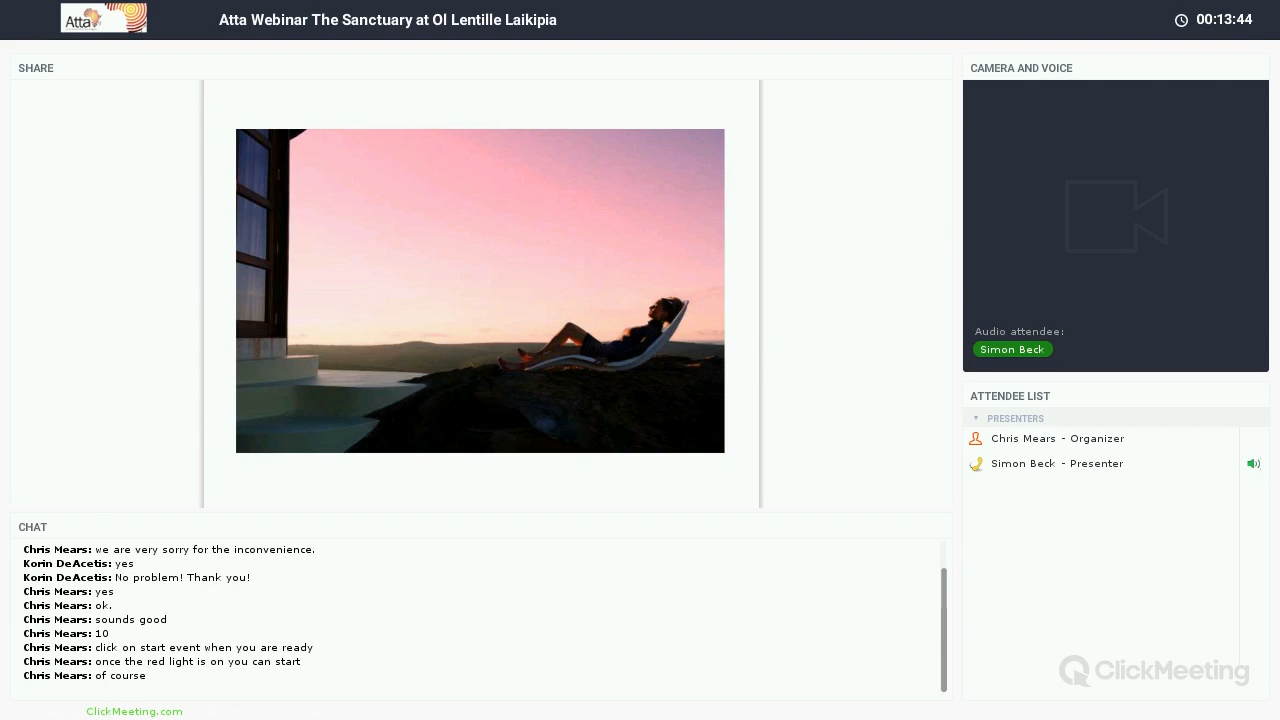 Atta
Atta Webinar The Sanctuary at Ol Lentille Laikipia
00:13:44
SHARE
CAMERA AND VOICE
Audio attendee:
Simon Beck
ATTENDEE LIST
PRESENTERS
Chris Mears - Organizer
Simon Beck - Presenter
CHAT
Chris Mears: we are very sorry for the inconvenience.
Korin DeAcetis: yes
Korin DeAcetis: No problem! Thank you!
Chris Mears: yes
Chris Mears: ok.
Chris Mears: sounds good
Chris Mears: 10
Chris Mears: click on start event when you are ready
Chris Mears: once the red light is on you can start
Chris Mears: of course
ClickMeeting
ClickMeeting.com